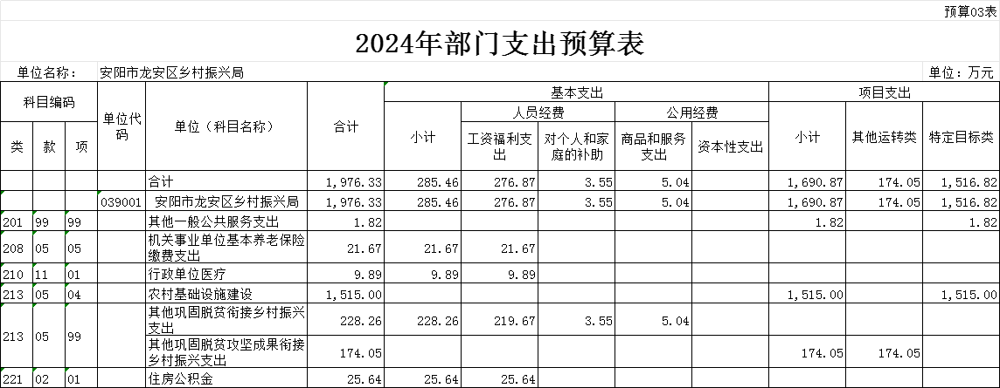 预算03表
2024年部门支出预算表
单位名称： 安阳市龙安区乡村振兴局 单位：万元
科目编码 单位代码 单位（科目名称） 合计 基本支出 项目支出
小计 人员经费 公用经费 小计 其他运转类 特定目标类
类 款 项 工资福利支出 对个人和家庭的补助 商品和服务支出 资本性支出
合计 1,976.33 285.46 276.87 3.55 5.04 1,690.87 174.05 1,516.82
039001 安阳市龙安区乡村振兴局 1,976.33 285.46 276.87 3.55 5.04 1,690.87 174.05 1,516.82
201 99 99 其他一般公共服务支出 1.82 1.82 1.82
208 05 05 机关事业单位基本养老保险缴费支出 21.67 21.67 21.67
210 11 01 行政单位医疗 9.89 9.89 9.89
213 05 04 农村基础设施建设 1,515.00 1,515.00 1,515.00
213 05 99 其他巩固脱贫衔接乡村振兴支出 228.26 228.26 219.67 3.55 5.04
其他巩固脱贫攻坚成果衔接乡村振兴支出 174.05 174.05 174.05
221 02 01 住房公积金 25.64 25.64 25.64